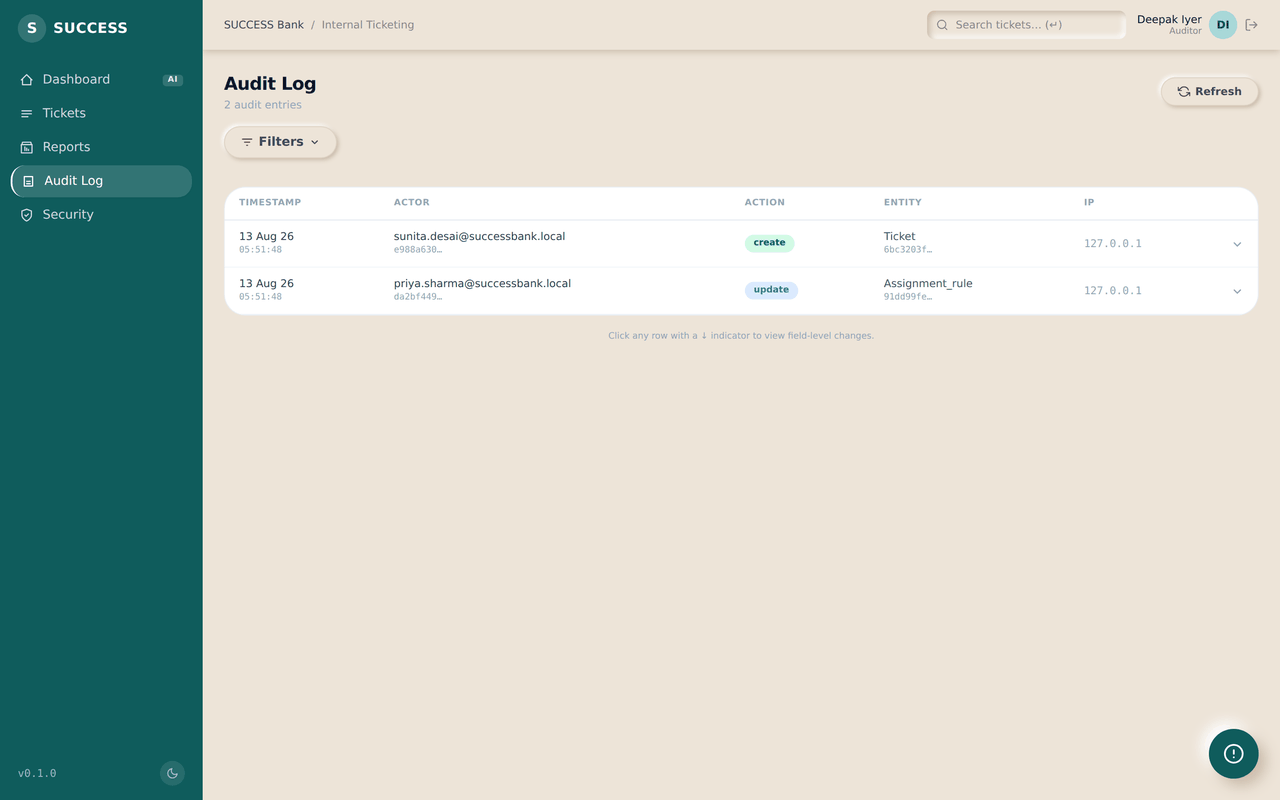 S SUCCESS
Dashboard AI
Tickets
Reports
Audit Log
Security
v0.1.0
SUCCESS Bank / Internal Ticketing
Search tickets… (↵)
Deepak Iyer
Auditor
DI
Audit Log
2 audit entries
Refresh
Filters
TIMESTAMP ACTOR ACTION ENTITY IP
13 Aug 26 sunita.desai@successbank.local create Ticket 127.0.0.1
05:51:48 e988a630… 6bc3203f…
13 Aug 26 priya.sharma@successbank.local update Assignment_rule 127.0.0.1
05:51:48 da2bf449… 91dd99fe…
Click any row with a ↓ indicator to view field-level changes.